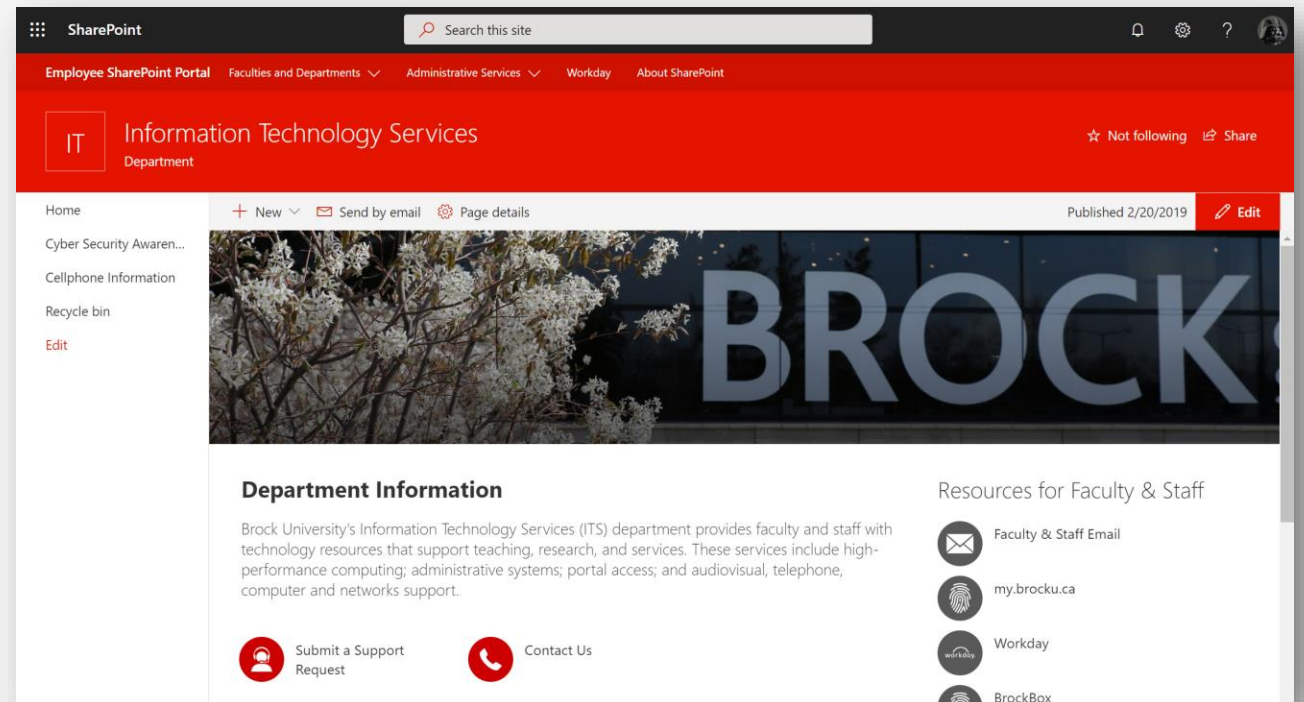 SharePoint
Search this site
?
Employee SharePoint Portal
Faculties and Departments
Administrative Services
Workday
About SharePoint
IT
Information Technology Services
Department
Not following
Share
Home
Cyber Security Awaren...
Cellphone Information
Recycle bin
Edit
New
Send by email
Page details
Published 2/20/2019
Edit
BROCK
Department Information
Brock University's Information Technology Services (ITS) department provides faculty and staff with
technology resources that support teaching, research, and services. These services include high-
performance computing; administrative systems; portal access; and audiovisual, telephone,
computer and networks support.
Submit a Support
Request
Contact Us
Resources for Faculty & Staff
Faculty & Staff Email
my.brocku.ca
workday.
Workday
BrockBox